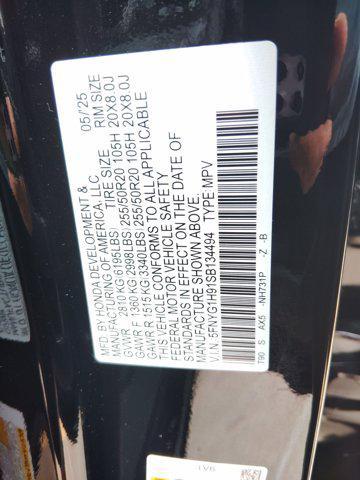 MFD. BY HONDA DEVELOPMENT & 05/25
MANUFACTURING OF AMERICA, LLC
TIRE SIZE RIM SIZE
GVWR 2810 KG 6195LBS
GAWR F 1360 KG 2998LBS 255/50R20 105H 20X8.0J
GAWR R 1515 KG 3340LBS 255/50R20 105H 20X8.0J
THIS VEHICLE CONFORMS TO ALL APPLICABLE
FEDERAL MOTOR VEHICLE SAFETY
STANDARDS IN EFFECT ON THE DATE OF
MANUFACTURE SHOWN ABOVE.
V.I.N. 5FNYG1H91SB134494 TYPE: MPV
T90 S AX5 NH731P -Z -B